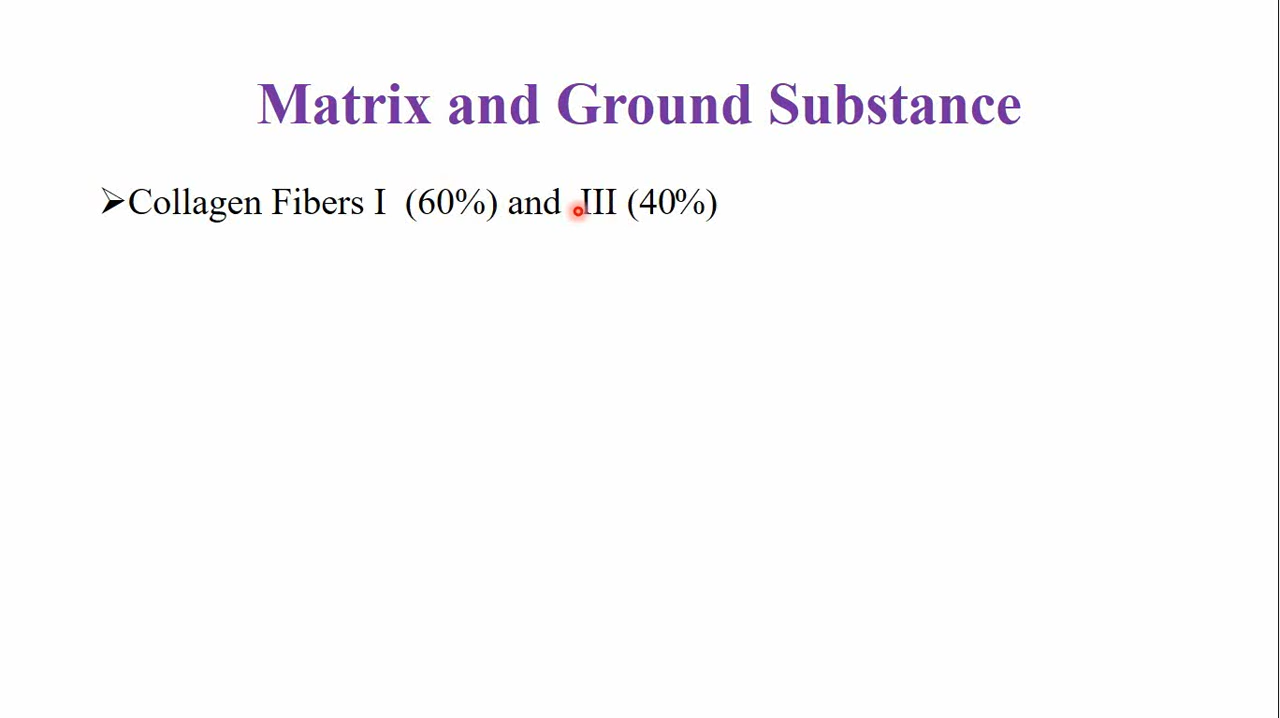 Matrix and Ground Substance
➢Collagen Fibers I (60%) and III (40%)